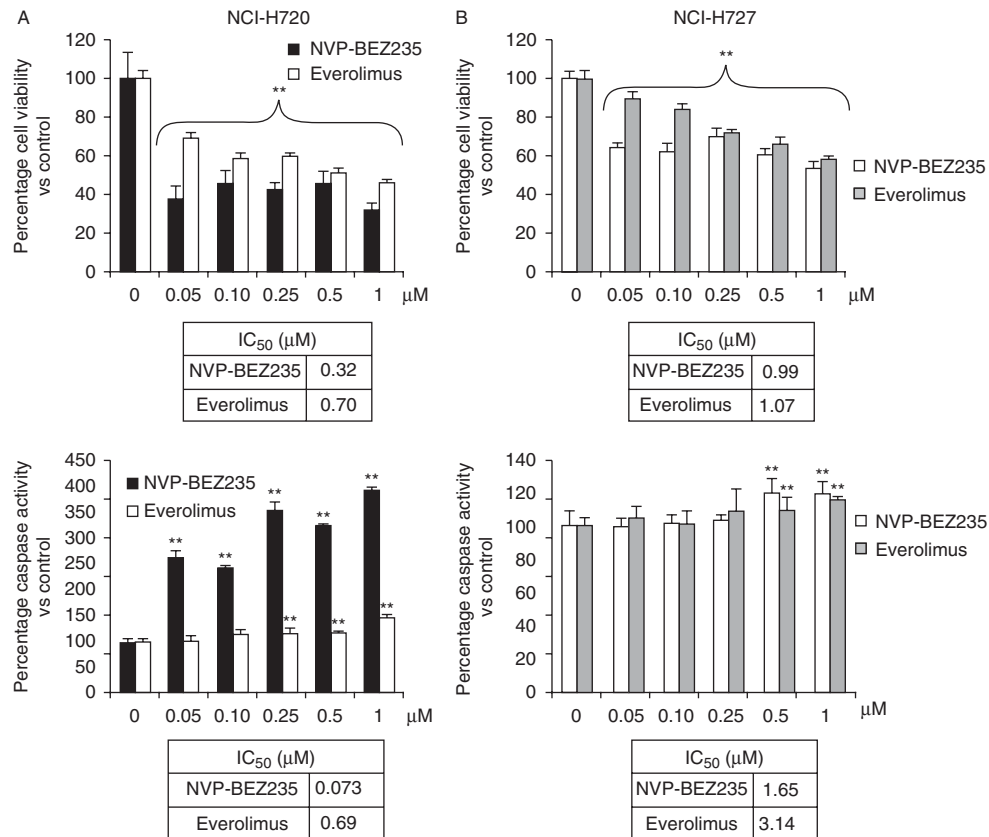 A
NCI-H720
NVP-BEZ235
Everolimus
Percentage cell viability
vs control
120
100
80
60
40
20
0
**
0 0.05 0.10 0.25 0.5 1 μM
IC50 (μM)
NVP-BEZ235 0.32
Everolimus 0.70
B
NCI-H727
Percentage cell viability
vs control
120
100
80
60
40
20
0
**
NVP-BEZ235
Everolimus
0 0.05 0.10 0.25 0.5 1 μM
IC50 (μM)
NVP-BEZ235 0.99
Everolimus 1.07
Percentage caspase activity
vs control
450
400
350
300
250
200
150
100
50
0
NVP-BEZ235
Everolimus
** ** ** ** ** ** ** **
0 0.05 0.10 0.25 0.5 1 μM
IC50 (μM)
NVP-BEZ235 0.073
Everolimus 0.69
Percentage caspase activity
vs control
140
120
100
80
60
40
20
0
** ** ** **
NVP-BEZ235
Everolimus
0 0.05 0.10 0.25 0.5 1 μM
IC50 (μM)
NVP-BEZ235 1.65
Everolimus 3.14